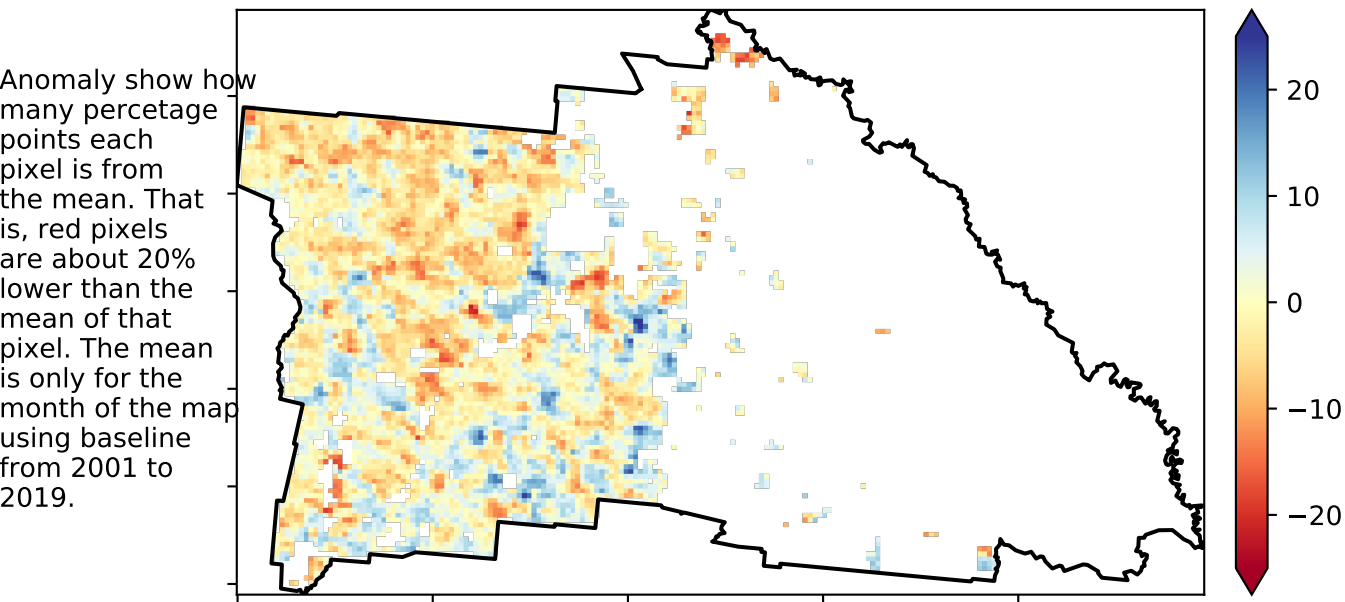 Anomaly show how
many percetage
points each
pixel is from
the mean. That
is, red pixels
are about 20%
lower than the
mean of that
pixel. The mean
is only for the
month of the map
using baseline
from 2001 to
2019.
20
10
0
−10
−20